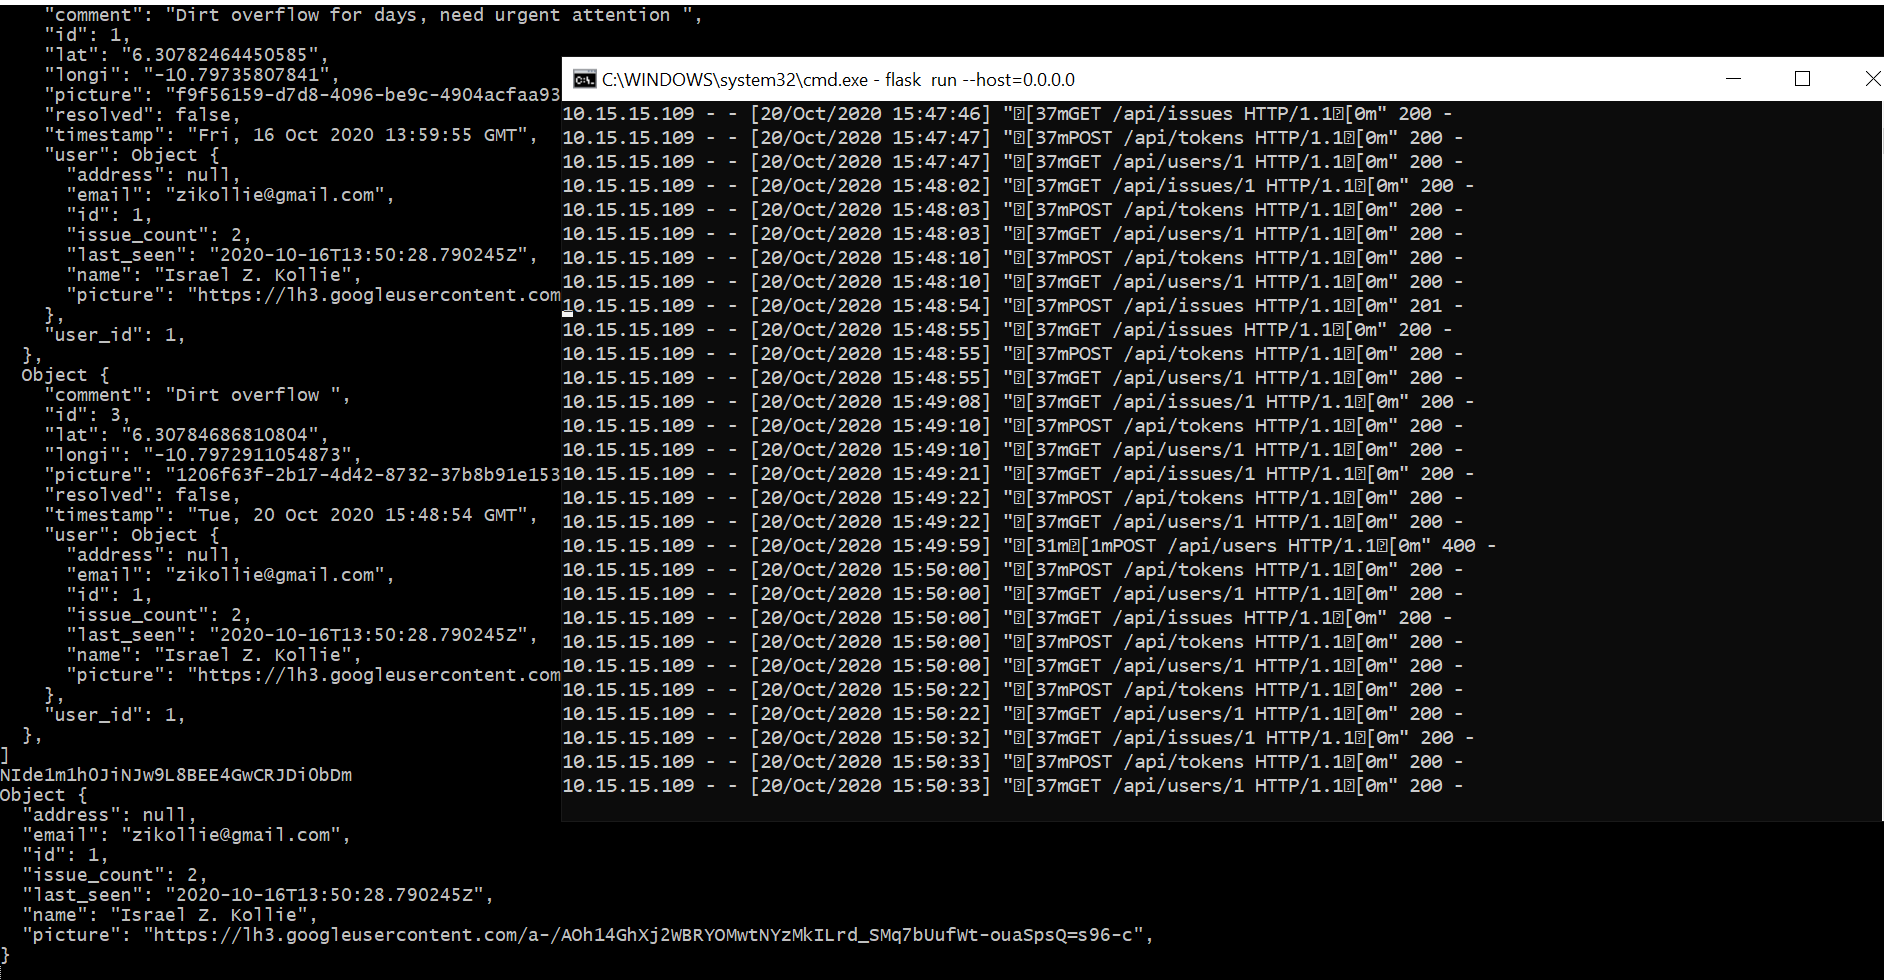 "comment": "Dirt overflow for days, need urgent attention ",
    "id": 1,
    "lat": "6.30782464450585",
    "longi": "-10.79735807841",
    "picture": "f9f56159-d7d8-4096-be9c-4904acfaa93
    "resolved": false,
    "timestamp": "Fri, 16 Oct 2020 13:59:55 GMT",
    "user": Object {
      "address": null,
      "email": "zikollie@gmail.com",
      "id": 1,
      "issue_count": 2,
      "last_seen": "2020-10-16T13:50:28.790245Z",
      "name": "Israel Z. Kollie",
      "picture": "https://lh3.googleusercontent.com
    },
    "user_id": 1,
  },
  Object {
    "comment": "Dirt overflow ",
    "id": 3,
    "lat": "6.30784686810804",
    "longi": "-10.7972911054873",
    "picture": "1206f63f-2b17-4d42-8732-37b8b91e153
    "resolved": false,
    "timestamp": "Tue, 20 Oct 2020 15:48:54 GMT",
    "user": Object {
      "address": null,
      "email": "zikollie@gmail.com",
      "id": 1,
      "issue_count": 2,
      "last_seen": "2020-10-16T13:50:28.790245Z",
      "name": "Israel Z. Kollie",
      "picture": "https://lh3.googleusercontent.com
    },
    "user_id": 1,
  },
]
NIde1m1hOJiNJw9L8BEE4GwCRJDiObDm
Object {
  "address": null,
  "email": "zikollie@gmail.com",
  "id": 1,
  "issue_count": 2,
  "last_seen": "2020-10-16T13:50:28.790245Z",
  "name": "Israel Z. Kollie",
  "picture": "https://lh3.googleusercontent.com/a-/AOh14GhXj2WBRYOMwtNYzMkILrd_SMq7bUufWt-ouaSpsQ=s96-c",
}
C:\WINDOWS\system32\cmd.exe - flask  run --host=0.0.0.0
10.15.15.109 - - [20/Oct/2020 15:47:46] "[37mGET /api/issues HTTP/1.1[0m" 200 -
10.15.15.109 - - [20/Oct/2020 15:47:47] "[37mPOST /api/tokens HTTP/1.1[0m" 200 -
10.15.15.109 - - [20/Oct/2020 15:47:47] "[37mGET /api/users/1 HTTP/1.1[0m" 200 -
10.15.15.109 - - [20/Oct/2020 15:48:02] "[37mGET /api/issues/1 HTTP/1.1[0m" 200 -
10.15.15.109 - - [20/Oct/2020 15:48:03] "[37mPOST /api/tokens HTTP/1.1[0m" 200 -
10.15.15.109 - - [20/Oct/2020 15:48:03] "[37mGET /api/users/1 HTTP/1.1[0m" 200 -
10.15.15.109 - - [20/Oct/2020 15:48:10] "[37mPOST /api/tokens HTTP/1.1[0m" 200 -
10.15.15.109 - - [20/Oct/2020 15:48:10] "[37mGET /api/users/1 HTTP/1.1[0m" 200 -
10.15.15.109 - - [20/Oct/2020 15:48:54] "[37mPOST /api/issues HTTP/1.1[0m" 201 -
10.15.15.109 - - [20/Oct/2020 15:48:55] "[37mGET /api/issues HTTP/1.1[0m" 200 -
10.15.15.109 - - [20/Oct/2020 15:48:55] "[37mPOST /api/tokens HTTP/1.1[0m" 200 -
10.15.15.109 - - [20/Oct/2020 15:48:55] "[37mGET /api/users/1 HTTP/1.1[0m" 200 -
10.15.15.109 - - [20/Oct/2020 15:49:08] "[37mGET /api/issues/1 HTTP/1.1[0m" 200 -
10.15.15.109 - - [20/Oct/2020 15:49:10] "[37mPOST /api/tokens HTTP/1.1[0m" 200 -
10.15.15.109 - - [20/Oct/2020 15:49:10] "[37mGET /api/users/1 HTTP/1.1[0m" 200 -
10.15.15.109 - - [20/Oct/2020 15:49:21] "[37mGET /api/issues/1 HTTP/1.1[0m" 200 -
10.15.15.109 - - [20/Oct/2020 15:49:22] "[37mPOST /api/tokens HTTP/1.1[0m" 200 -
10.15.15.109 - - [20/Oct/2020 15:49:22] "[37mGET /api/users/1 HTTP/1.1[0m" 200 -
10.15.15.109 - - [20/Oct/2020 15:49:59] "[31m[1mPOST /api/users HTTP/1.1[0m" 400 -
10.15.15.109 - - [20/Oct/2020 15:50:00] "[37mPOST /api/tokens HTTP/1.1[0m" 200 -
10.15.15.109 - - [20/Oct/2020 15:50:00] "[37mGET /api/users/1 HTTP/1.1[0m" 200 -
10.15.15.109 - - [20/Oct/2020 15:50:00] "[37mGET /api/issues HTTP/1.1[0m" 200 -
10.15.15.109 - - [20/Oct/2020 15:50:00] "[37mPOST /api/tokens HTTP/1.1[0m" 200 -
10.15.15.109 - - [20/Oct/2020 15:50:00] "[37mGET /api/users/1 HTTP/1.1[0m" 200 -
10.15.15.109 - - [20/Oct/2020 15:50:22] "[37mPOST /api/tokens HTTP/1.1[0m" 200 -
10.15.15.109 - - [20/Oct/2020 15:50:22] "[37mGET /api/users/1 HTTP/1.1[0m" 200 -
10.15.15.109 - - [20/Oct/2020 15:50:32] "[37mGET /api/issues/1 HTTP/1.1[0m" 200 -
10.15.15.109 - - [20/Oct/2020 15:50:33] "[37mPOST /api/tokens HTTP/1.1[0m" 200 -
10.15.15.109 - - [20/Oct/2020 15:50:33] "[37mGET /api/users/1 HTTP/1.1[0m" 200 -